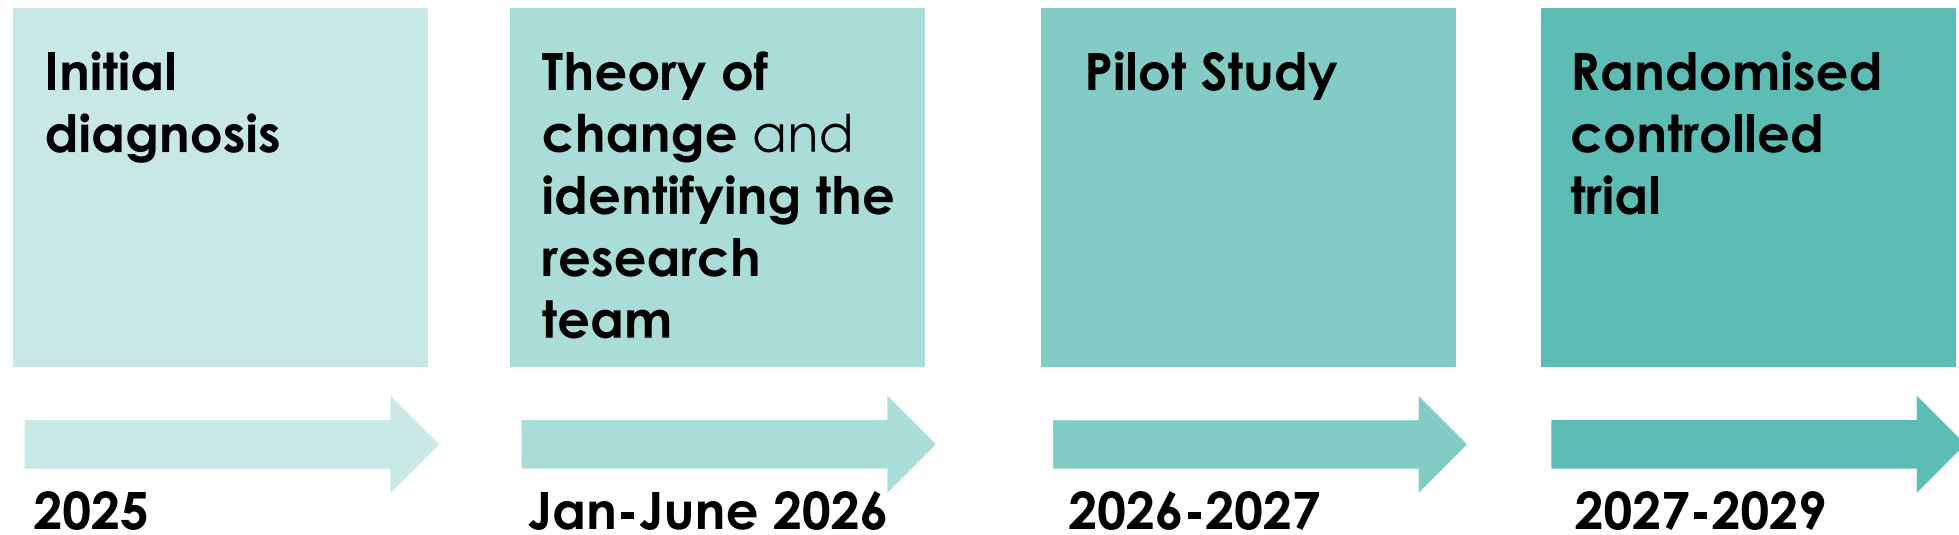 Initial
diagnosis
2025
Theory of
change and
identifying the
research
team
Jan-June 2026
Pilot Study
2026-2027
Randomised
controlled
trial
2027-2029